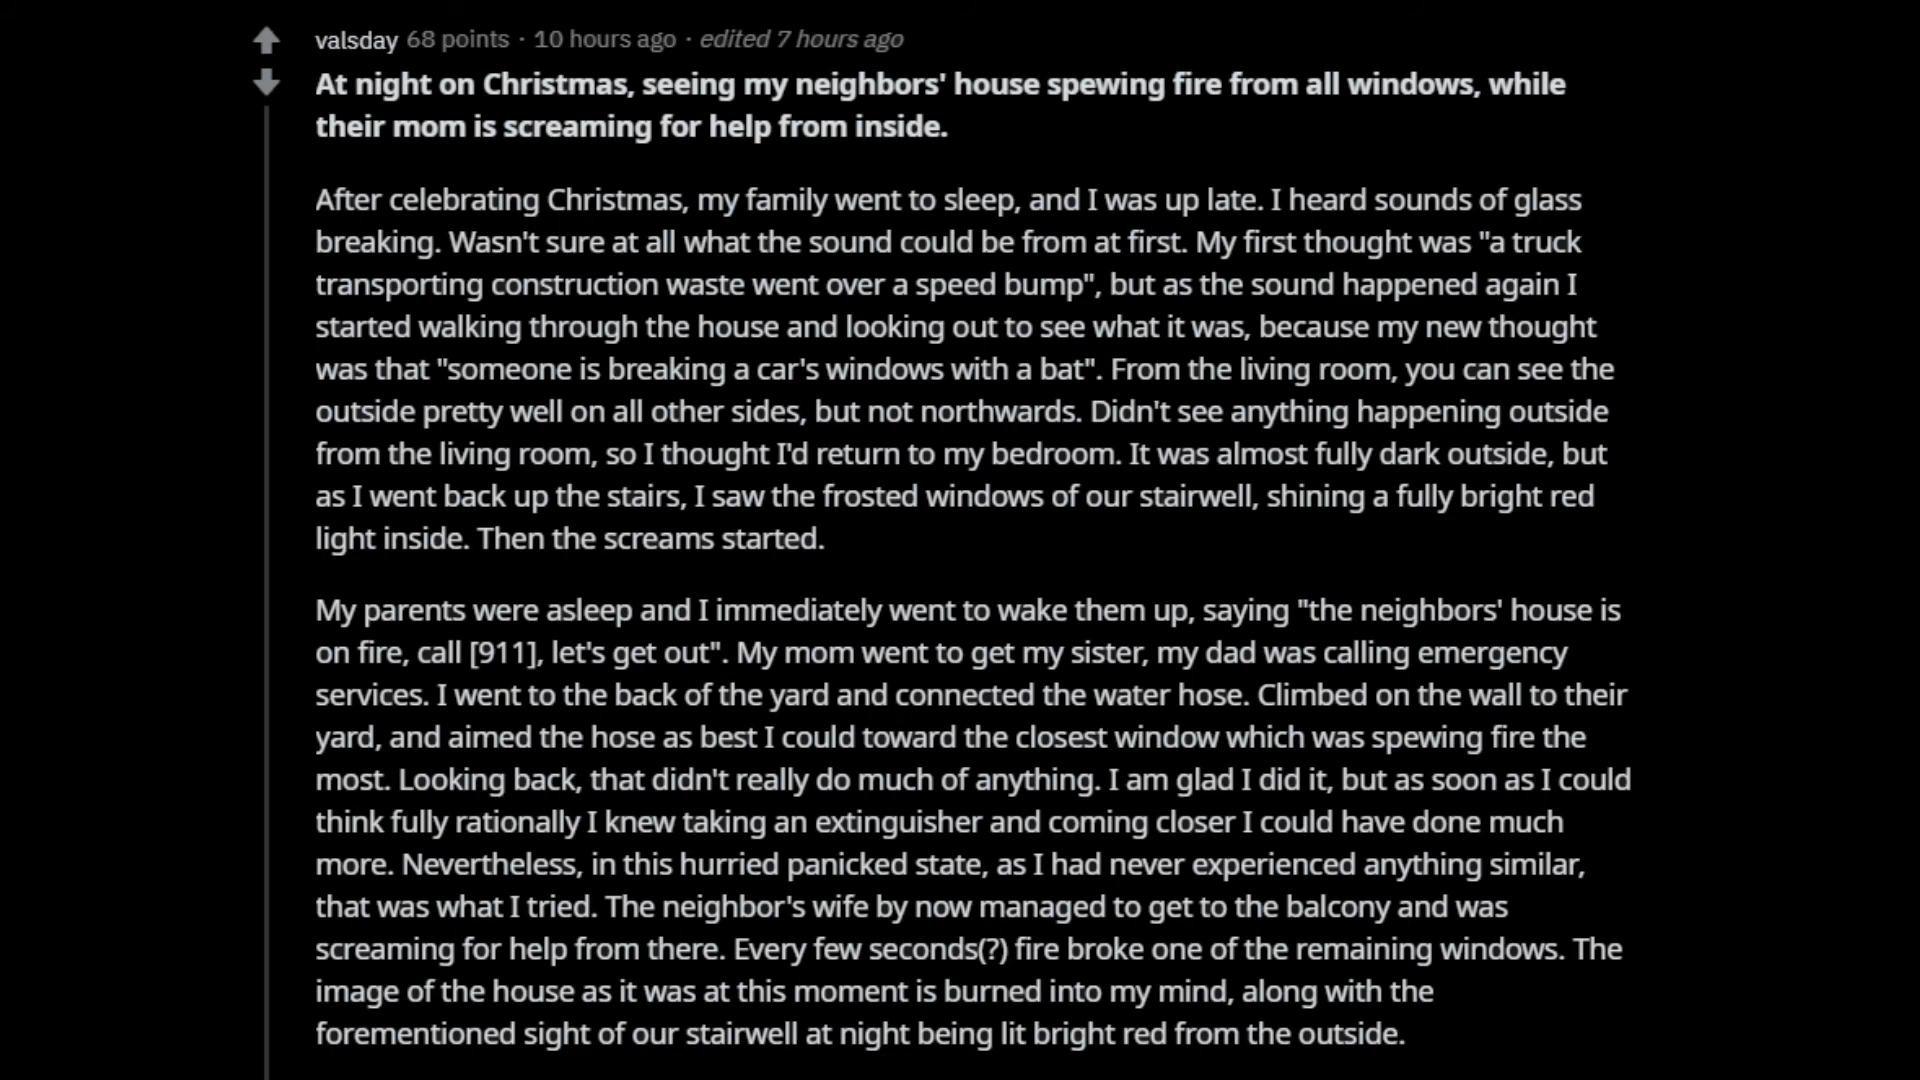 valsday 68 points · 10 hours ago · edited 7 hours ago
At night on Christmas, seeing my neighbors' house spewing fire from all windows, while
their mom is screaming for help from inside.
After celebrating Christmas, my family went to sleep, and I was up late. I heard sounds of glass
breaking. Wasn't sure at all what the sound could be from at first. My first thought was "a truck
transporting construction waste went over a speed bump", but as the sound happened again I
started walking through the house and looking out to see what it was, because my new thought
was that "someone is breaking a car's windows with a bat". From the living room, you can see the
outside pretty well on all other sides, but not northwards. Didn't see anything happening outside
from the living room, so I thought I'd return to my bedroom. It was almost fully dark outside, but
as I went back up the stairs, I saw the frosted windows of our stairwell, shining a fully bright red
light inside. Then the screams started.
My parents were asleep and I immediately went to wake them up, saying "the neighbors' house is
on fire, call [911], let's get out". My mom went to get my sister, my dad was calling emergency
services. I went to the back of the yard and connected the water hose. Climbed on the wall to their
yard, and aimed the hose as best I could toward the closest window which was spewing fire the
most. Looking back, that didn't really do much of anything. I am glad I did it, but as soon as I could
think fully rationally I knew taking an extinguisher and coming closer I could have done much
more. Nevertheless, in this hurried panicked state, as I had never experienced anything similar,
that was what I tried. The neighbor's wife by now managed to get to the balcony and was
screaming for help from there. Every few seconds(?) fire broke one of the remaining windows. The
image of the house as it was at this moment is burned into my mind, along with the
forementioned sight of our stairwell at night being lit bright red from the outside.